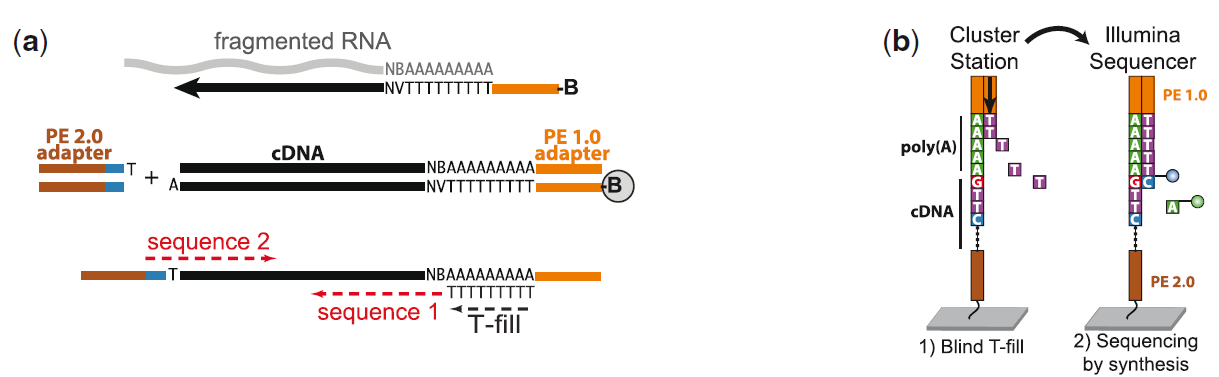 (a)
fragmented RNA
NBAAAAAAAAA
NVTTTTTTTTT
-B
PE 2.0
adapter
T
+
cDNA
PE 1.0
adapter
NBAAAAAAAAA
A
NVTTTTTTTTT
-B
sequence 2
T
NBAAAAAAAAA
TTTTTTTTT
sequence 1
T-fill
(b)
Cluster
Station
Illumina
Sequencer
PE 1.0
poly(A)
cDNA
A
A
A
A
A
G
T
T
C
T
T
T
T
T
A
A
A
A
A
G
T
T
C
T
T
T
T
T
C
A
PE 2.0
1) Blind T-fill
2) Sequencing
by synthesis